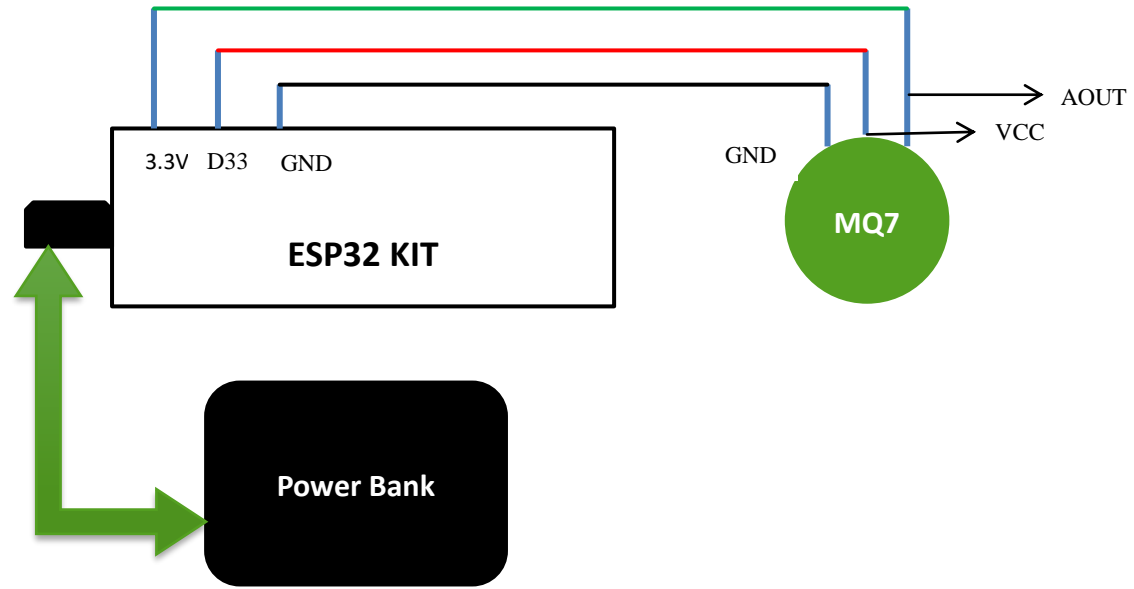 AOUT
VCC
3.3V D33 GND
GND
MQ7
ESP32 KIT
Power Bank